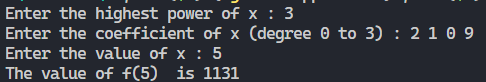 Enter the highest power of x : 3
Enter the coefficient of x (degree 0 to 3) : 2 1 0 9
Enter the value of x : 5
The value of f(5)  is 1131